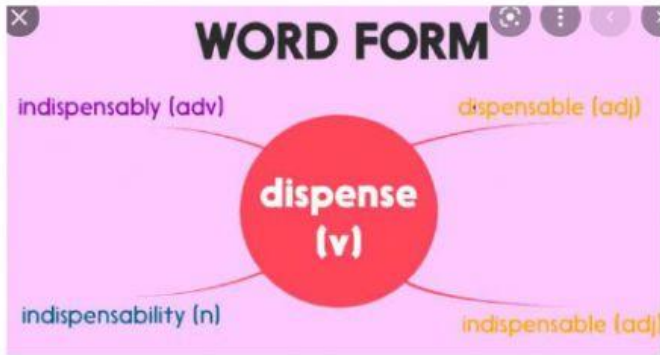 WORD FORM
indispensably (adv)
dispensable (adj)
dispense
(v)
indispensability (n)
indispensable (adj)